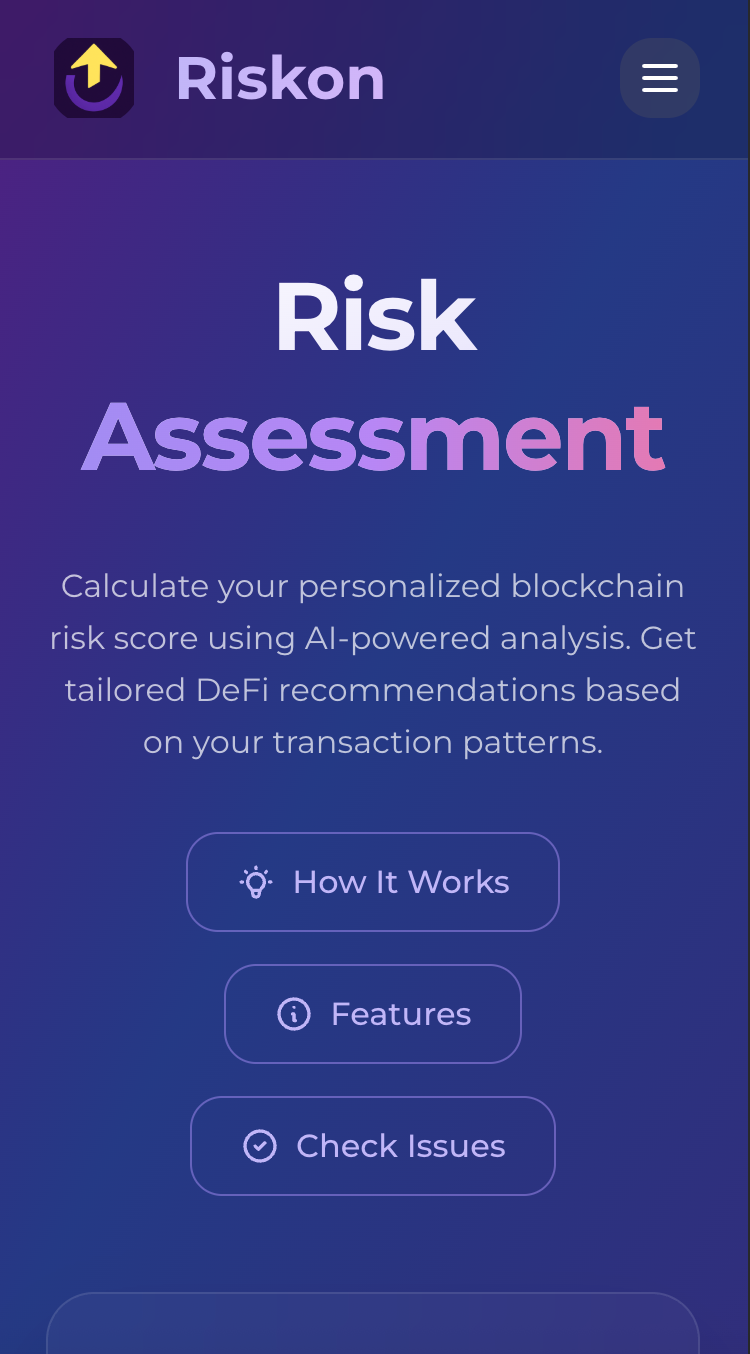 Riskon
Risk
Assessment
Calculate your personalized blockchain
risk score using AI-powered analysis. Get
tailored DeFi recommendations based
on your transaction patterns.
How It Works
Features
Check Issues